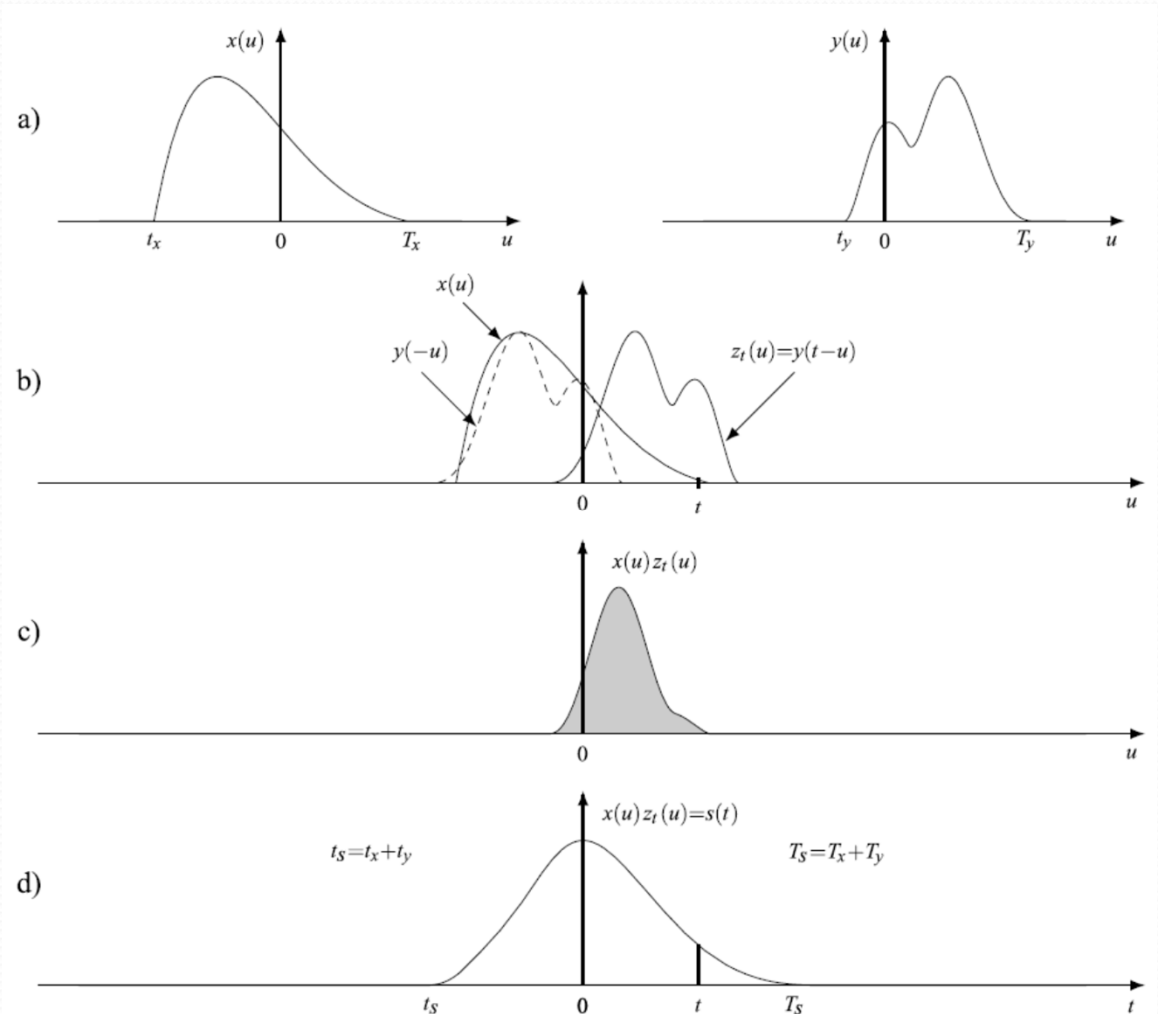 a)
x(u)
y(u)
t_x 0 T_x u
t_y 0 T_y u
b)
x(u)
y(−u)
z_t(u)=y(t−u)
0 t u
c)
x(u)z_t(u)
0 u
d)
x(u)z_t(u)=s(t)
t_S=t_x+t_y
T_S=T_x+T_y
t_S 0 t T_S t